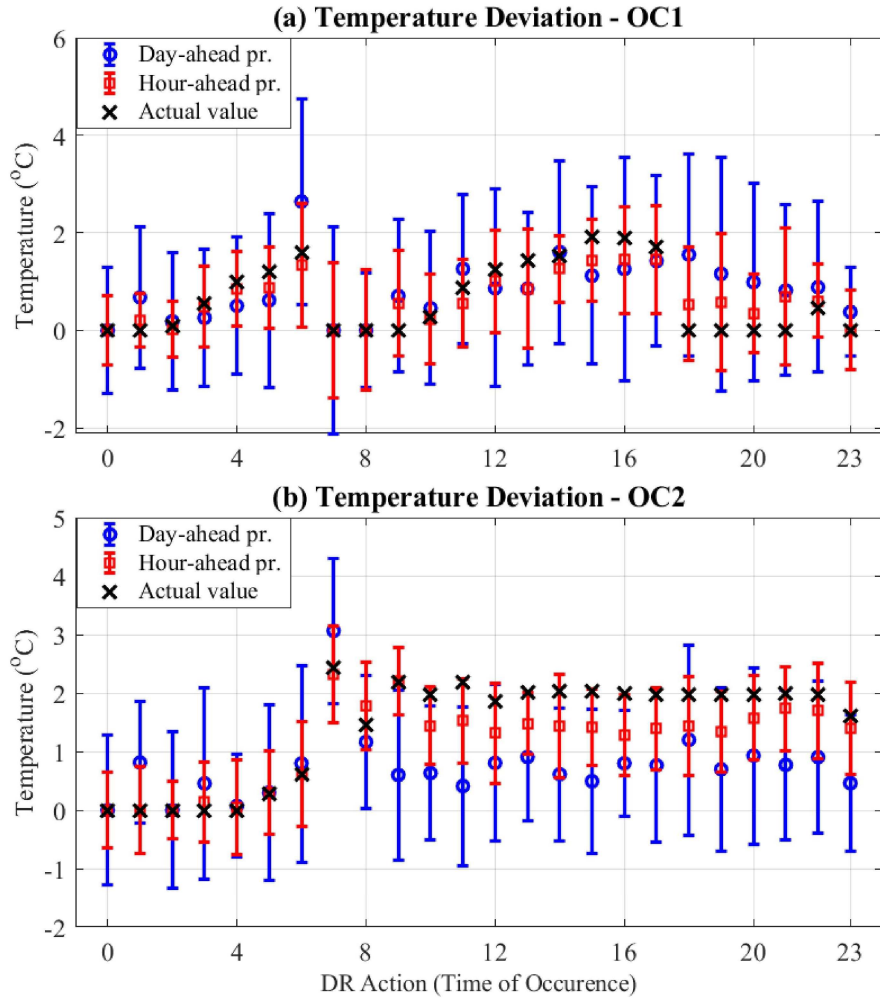 (a) Temperature Deviation - OC1
6
4
2
0
-2
Temperature (°C)
Day-ahead pr.
Hour-ahead pr.
Actual value
0 4 8 12 16 20 23
(b) Temperature Deviation - OC2
5
4
3
2
1
0
-1
-2
Temperature (°C)
Day-ahead pr.
Hour-ahead pr.
Actual value
0 4 8 12 16 20 23
DR Action (Time of Occurence)